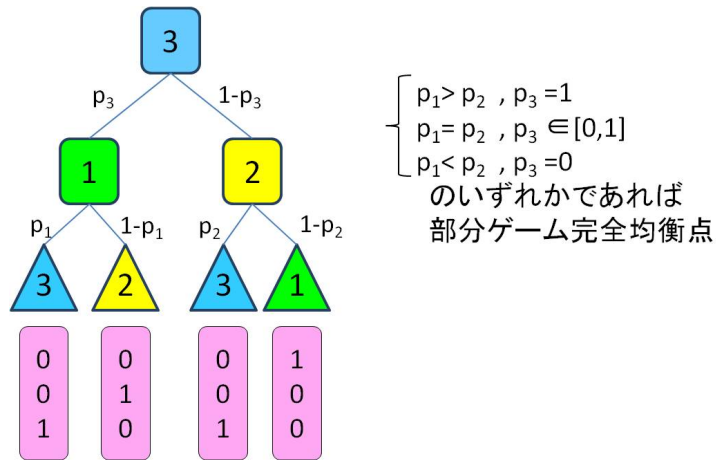 3
p₃ 1-p₃
1 2
p₁ 1-p₁ p₂ 1-p₂
3 2 3 1
0 0 0 1
0 1 0 0
1 0 1 0
p₁> p₂ , p₃ =1
p₁= p₂ , p₃ ∈[0,1]
p₁< p₂ , p₃ =0
のいずれかであれば
部分ゲーム完全均衡点